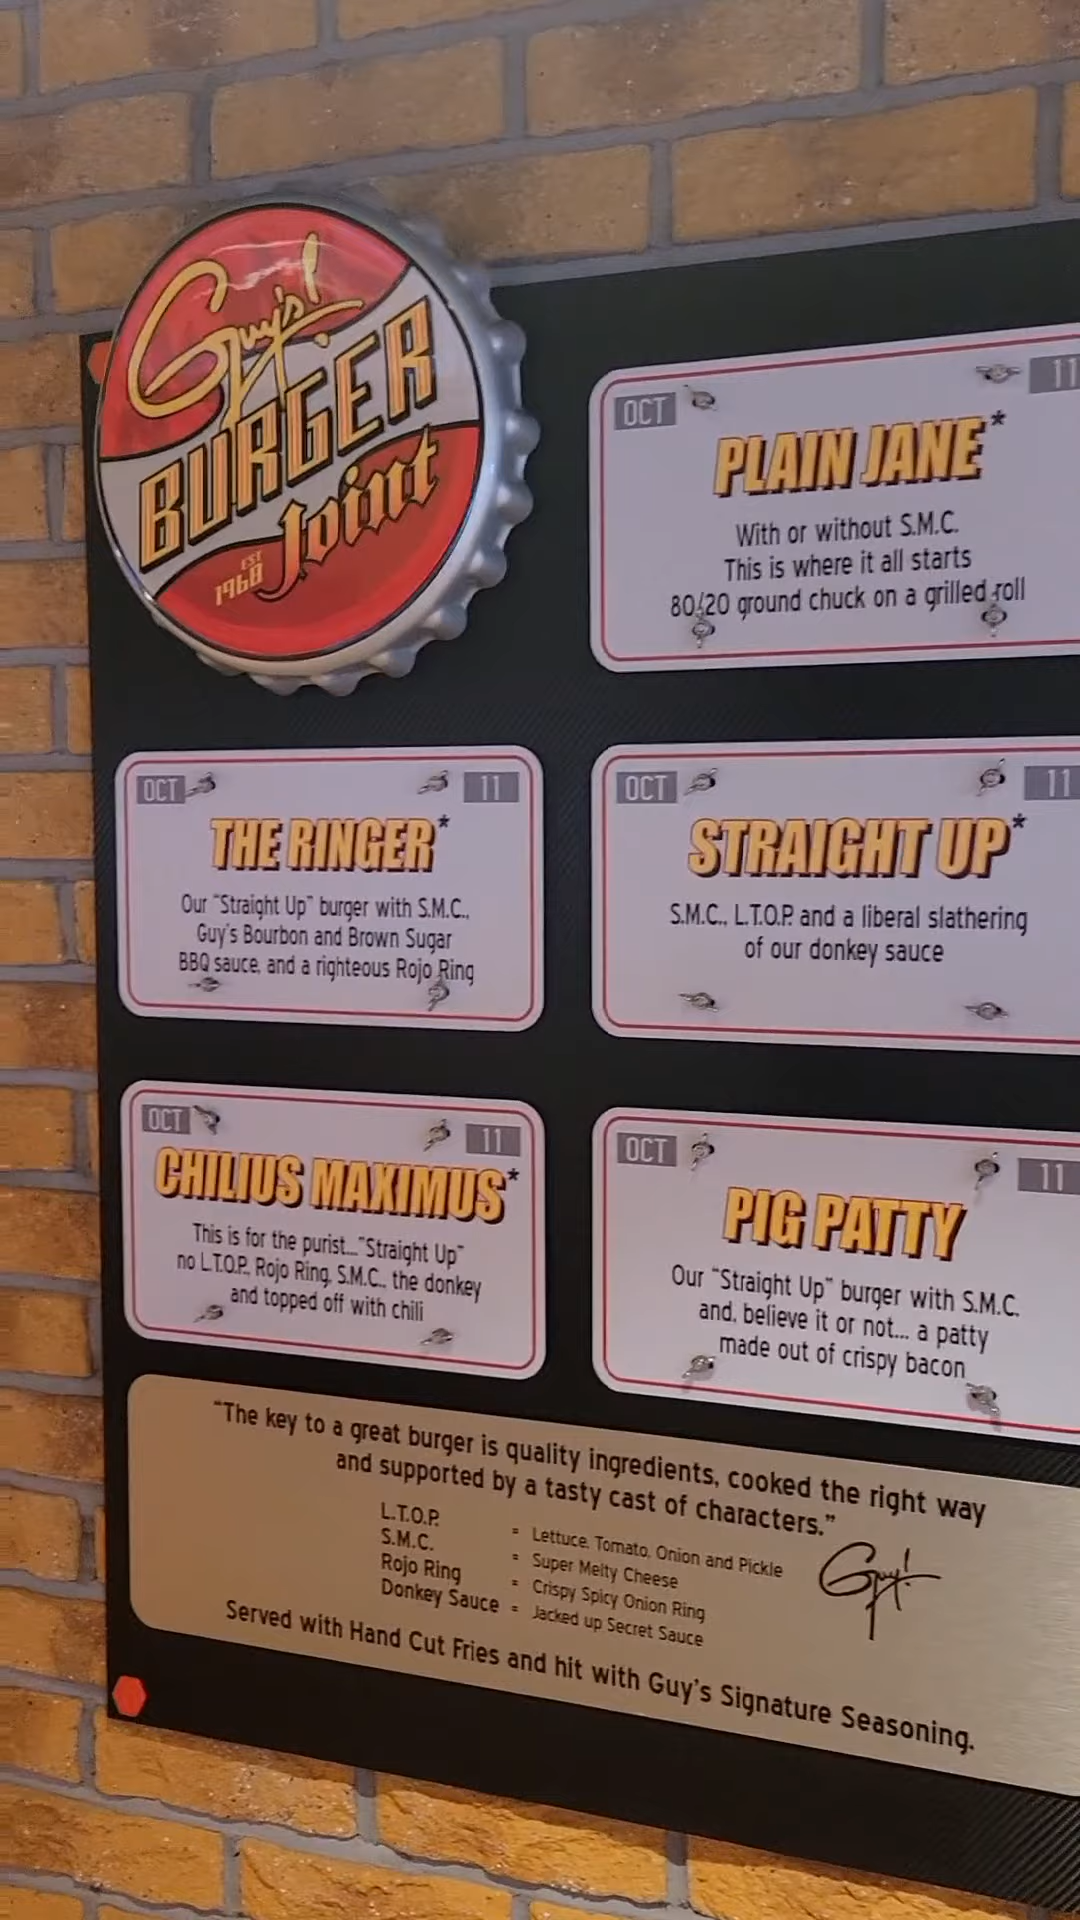 Guy's!
BURGER
Joint
EST
1968
OCT 11
PLAIN JANE*
With or without S.M.C.
This is where it all starts
80/20 ground chuck on a grilled roll
OCT 11
THE RINGER*
Our "Straight Up" burger with S.M.C.,
Guy's Bourbon and Brown Sugar
BBQ sauce, and a righteous Rojo Ring
OCT 11
STRAIGHT UP*
S.M.C., L.T.O.P. and a liberal slathering
of our donkey sauce
OCT 11
CHILIUS MAXIMUS*
This is for the purist..."Straight Up"
no L.T.O.P., Rojo Ring, S.M.C., the donkey
and topped off with chili
OCT 11
PIG PATTY
Our "Straight Up" burger with S.M.C.
and, believe it or not... a patty
made out of crispy bacon
"The key to a great burger is quality ingredients, cooked the right way
and supported by a tasty cast of characters."
L.T.O.P. = Lettuce, Tomato, Onion and Pickle
S.M.C. = Super Melty Cheese
Rojo Ring = Crispy Spicy Onion Ring
Donkey Sauce = Jacked up Secret Sauce
Guy!
Served with Hand Cut Fries and hit with Guy's Signature Seasoning.